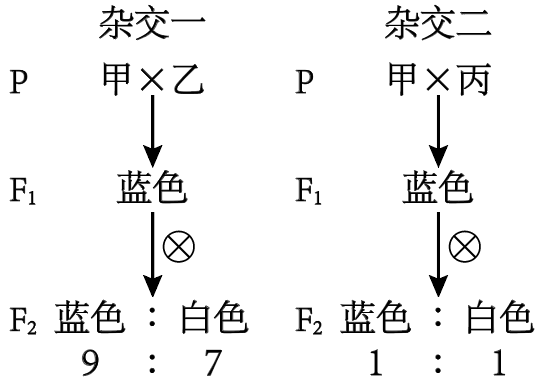 杂交一
P 甲×乙
F₁ 蓝色
⊗
F₂ 蓝色 : 白色
9 : 7
杂交二
P 甲×丙
F₁ 蓝色
⊗
F₂ 蓝色 : 白色
1 : 1